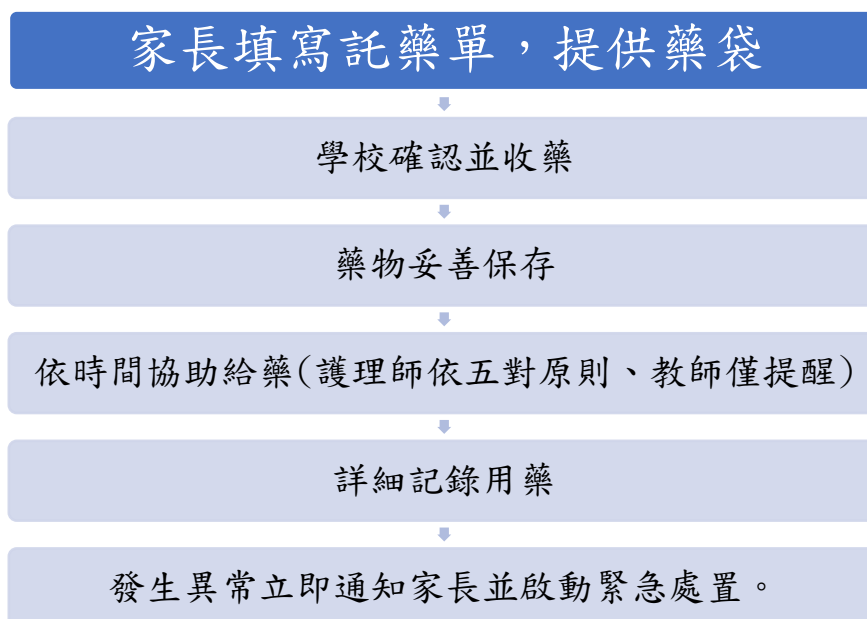 家長填寫託藥單，提供藥袋
學校確認並收藥
藥物妥善保存
依時間協助給藥(護理師依五對原則、教師僅提醒)
詳細記錄用藥
發生異常立即通知家長並啟動緊急處置。